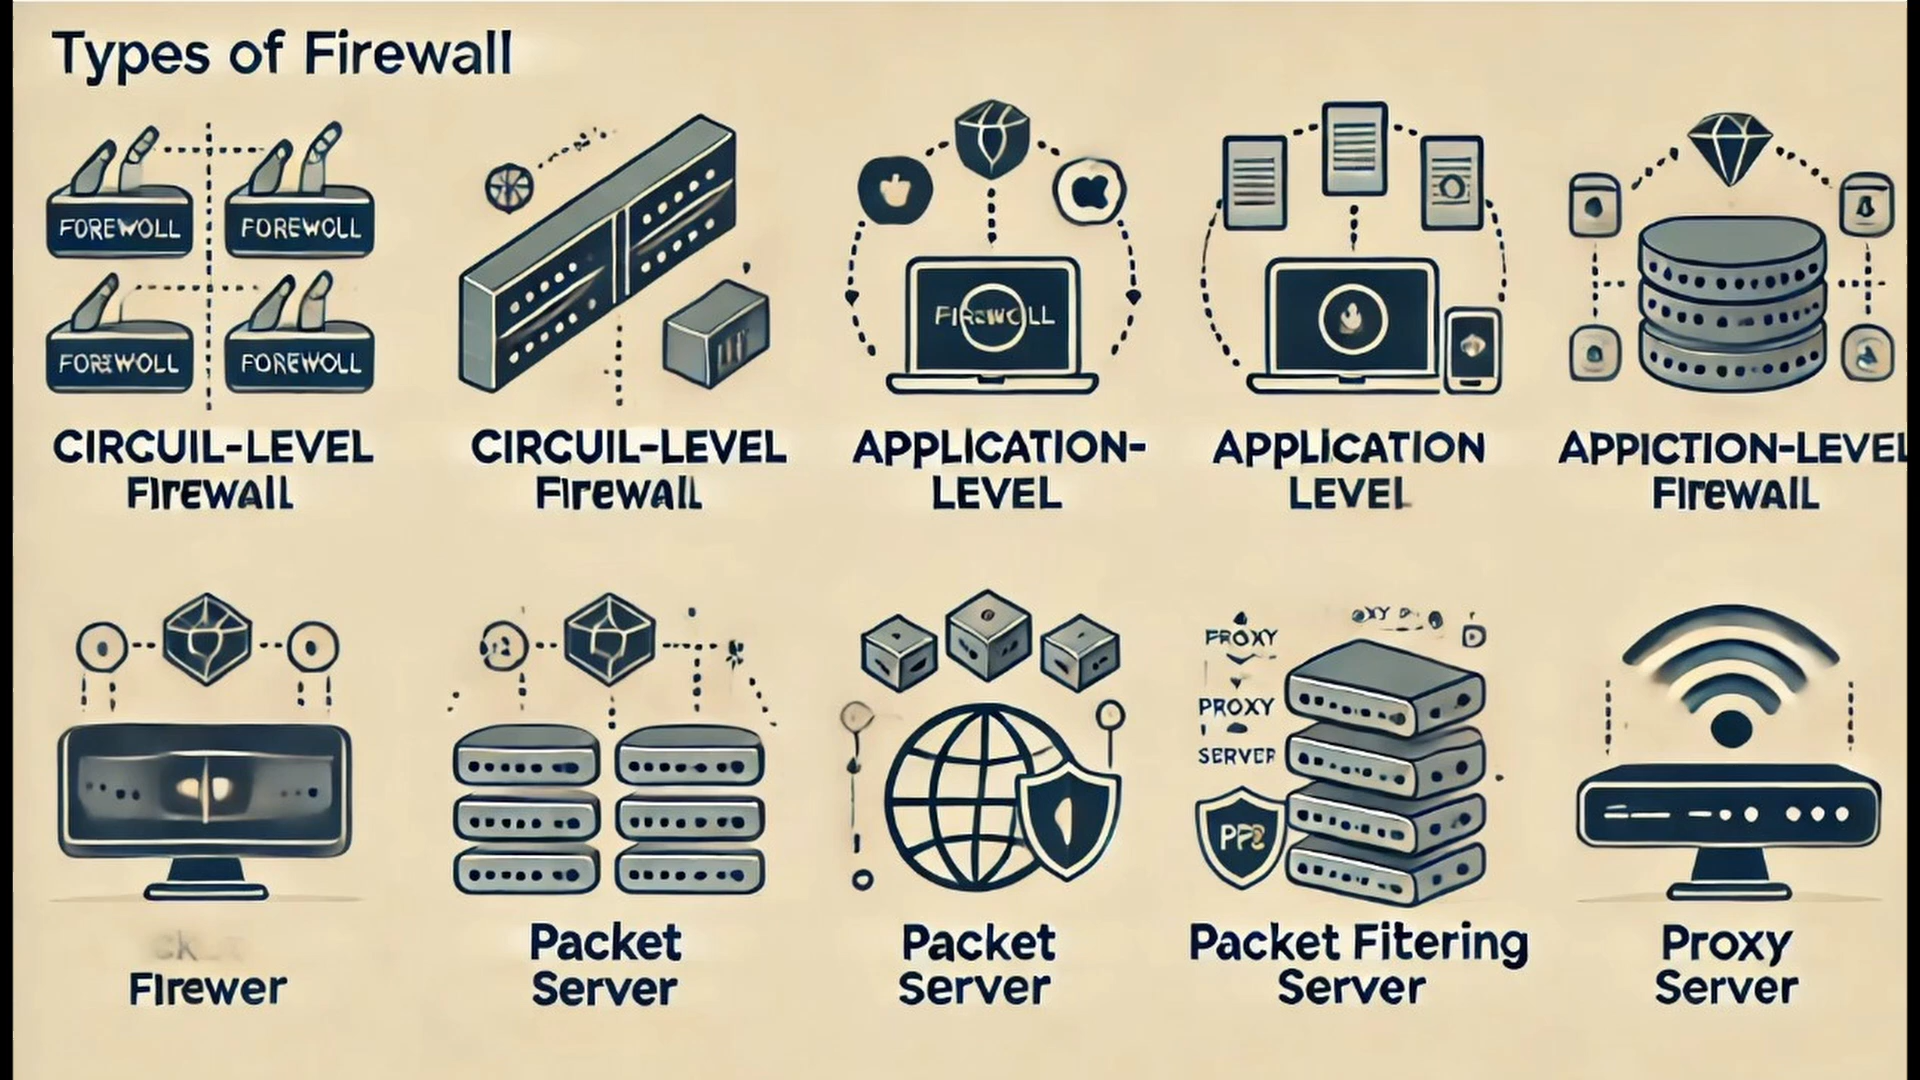 Types of Firewall
FOREWOLL FOREWOLL
FOREWOLL FOREWOLL
CIRCUIL-LEVEL
FIREWALL
CIRCUIL-LEVEL
FIREWALL
FIREWOLL
APPLICATION-
LEVEL
APPLICATION
LEVEL
APPICTION-LEVEL
FIREWALL
Firewer
Packet
Server
Packet
Server
PROXY
PROXY
SERVER
Packet Fitering
Server
Proxy
Server